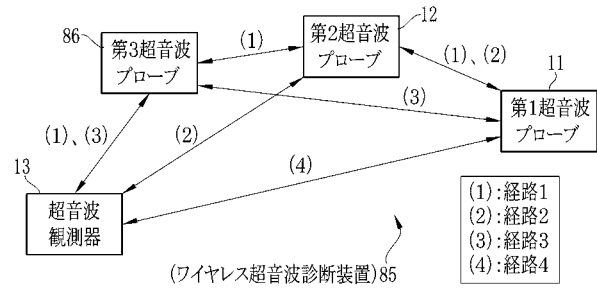 12
86
第3超音波
プローブ
(1)
第2超音波
プローブ
(1)、(2)
11
第1超音波
プローブ
(3)
(1)、(3)
(2)
(4)
13
超音波
観測器
(1):経路1
(2):経路2
(3):経路3
(4):経路4
(ワイヤレス超音波診断装置)85